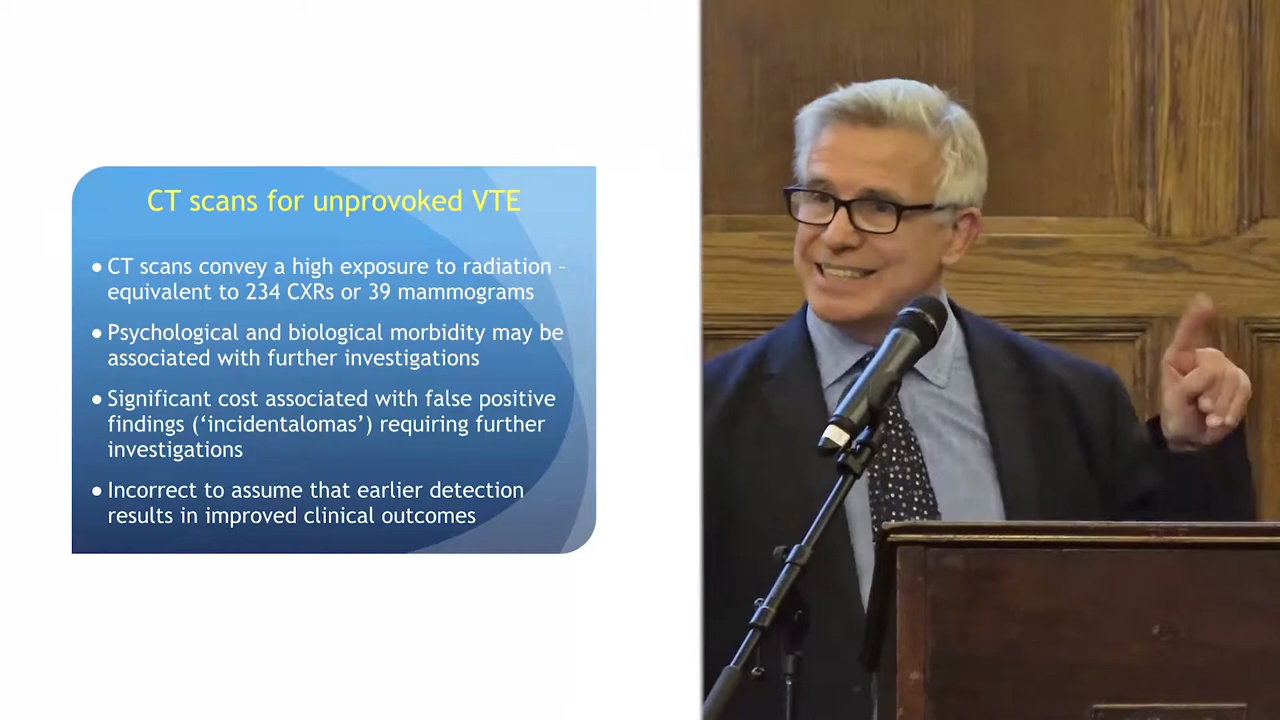 CT scans for unprovoked VTE
● CT scans convey a high exposure to radiation –
equivalent to 234 CXRs or 39 mammograms
● Psychological and biological morbidity may be
associated with further investigations
● Significant cost associated with false positive
findings (‘incidentalomas’) requiring further
investigations
● Incorrect to assume that earlier detection
results in improved clinical outcomes